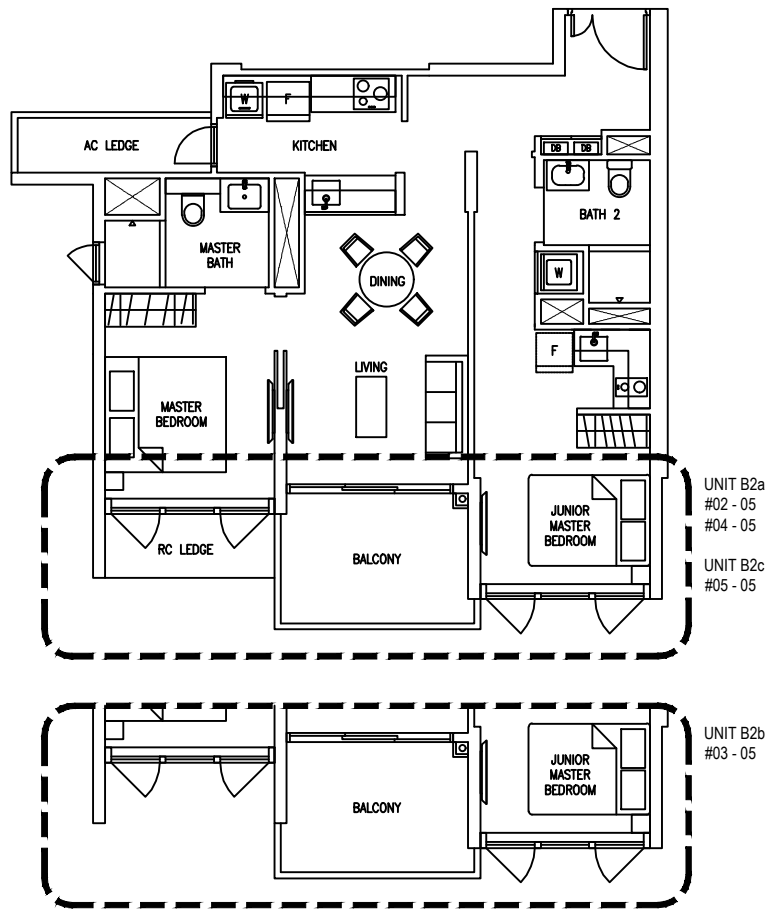 W
F
KITCHEN
AC LEDGE
DB
DB
BATH 2
MASTER
BATH
DINING
W
F
LIVING
MASTER
BEDROOM
JUNIOR
MASTER
BEDROOM
RC LEDGE
BALCONY
UNIT B2a
#02 - 05
#04 - 05
UNIT B2c
#05 - 05
JUNIOR
MASTER
BEDROOM
BALCONY
UNIT B2b
#03 - 05